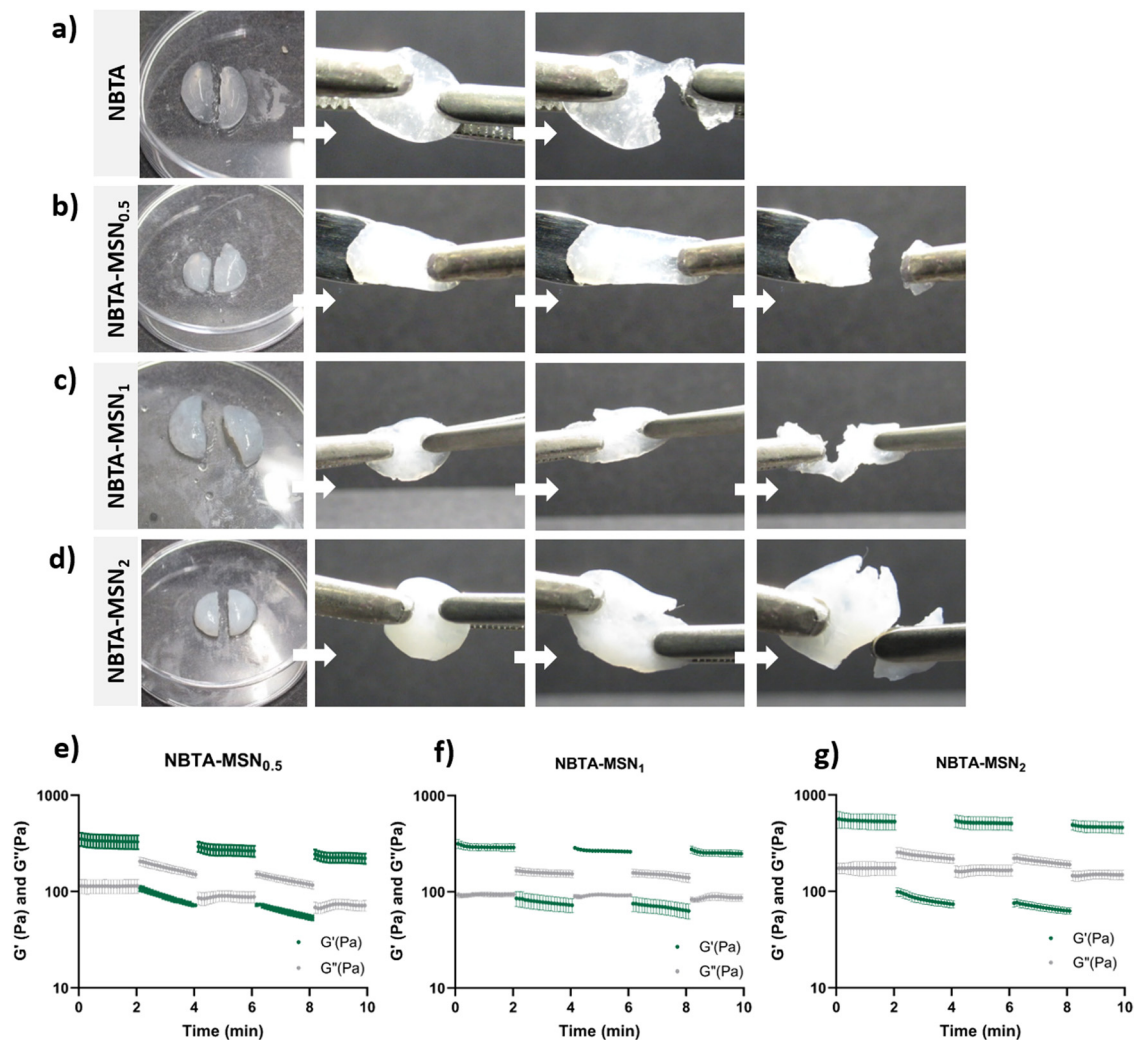 a)
NBTA
b)
NBTA-MSN0.5
c)
NBTA-MSN1
d)
NBTA-MSN2
e)
NBTA-MSN0.5
G' (Pa) and G''(Pa)
1000
100
10
G'(Pa)
G''(Pa)
0 2 4 6 8 10
Time (min)
f)
NBTA-MSN1
G' (Pa) and G''(Pa)
1000
100
10
G'(Pa)
G''(Pa)
0 2 4 6 8 10
Time (min)
g)
NBTA-MSN2
G' (Pa) and G''(Pa)
1000
100
10
G'(Pa)
G''(Pa)
0 2 4 6 8 10
Time (min)